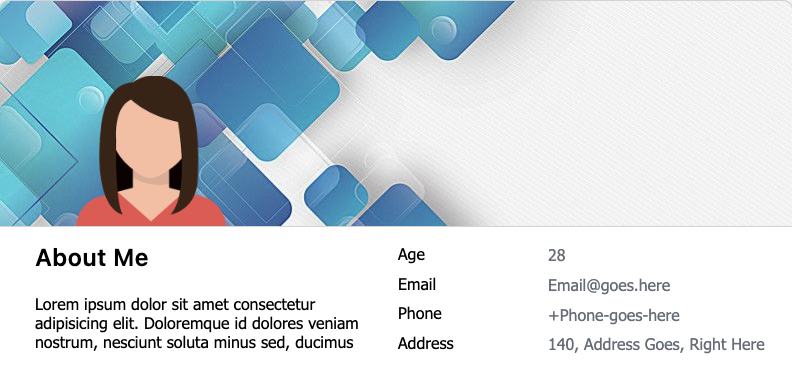 About Me
Lorem ipsum dolor sit amet consectetur
adipisicing elit. Doloremque id dolores veniam
nostrum, nesciunt soluta minus sed, ducimus
Age 28
Email Email@goes.here
Phone +Phone-goes-here
Address 140, Address Goes, Right Here